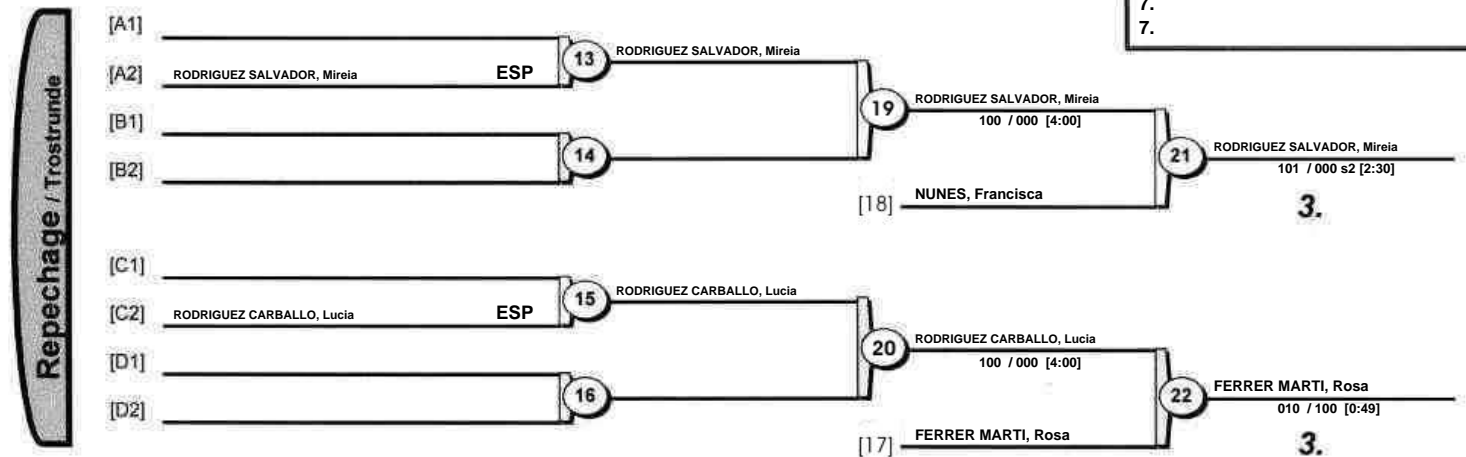 7.
7.
Repechage / Trostrunde
[A1]
[A2] RODRIGUEZ SALVADOR, Mireia ESP
13 RODRIGUEZ SALVADOR, Mireia
[B1]
[B2]
14
19 RODRIGUEZ SALVADOR, Mireia
100 / 000 [4:00]
[18] NUNES, Francisca
21 RODRIGUEZ SALVADOR, Mireia
101 / 000 s2 [2:30]
3.
[C1]
[C2] RODRIGUEZ CARBALLO, Lucia ESP
15 RODRIGUEZ CARBALLO, Lucia
[D1]
[D2]
16
20 RODRIGUEZ CARBALLO, Lucia
100 / 000 [4:00]
[17] FERRER MARTI, Rosa
22 FERRER MARTI, Rosa
010 / 100 [0:49]
3.